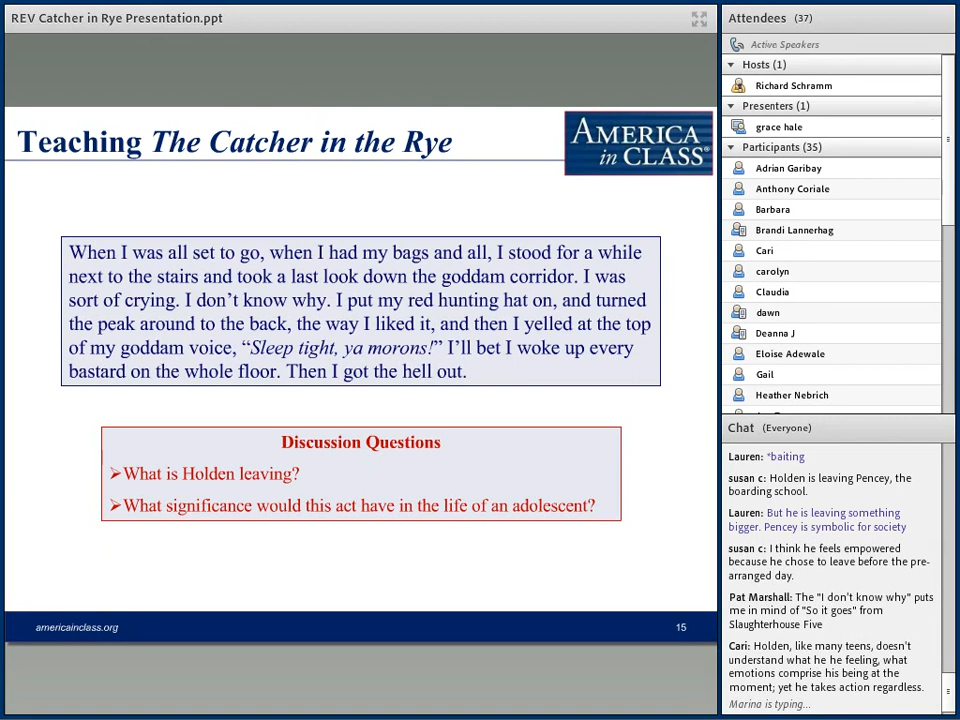 REV Catcher in Rye Presentation.ppt
Teaching The Catcher in the Rye
AMERICA
in CLASS®
When I was all set to go, when I had my bags and all, I stood for a while
next to the stairs and took a last look down the goddam corridor. I was
sort of crying. I don't know why. I put my red hunting hat on, and turned
the peak around to the back, the way I liked it, and then I yelled at the top
of my goddam voice, “Sleep tight, ya morons!” I'll bet I woke up every
bastard on the whole floor. Then I got the hell out.
Discussion Questions
➢What is Holden leaving?
➢What significance would this act have in the life of an adolescent?
americainclass.org
15
Attendees (37)
Active Speakers
Hosts (1)
Richard Schramm
Presenters (1)
grace hale
Participants (35)
Adrian Garibay
Anthony Coriale
Barbara
Brandi Lannerhag
Cari
carolyn
Claudia
dawn
Deanna J
Eloise Adewale
Gail
Heather Nebrich
Chat (Everyone)
Lauren: *baiting
susan c: Holden is leaving Pencey, the
boarding school.
Lauren: But he is leaving something
bigger. Pencey is symbolic for society
susan c: I think he feels empowered
because he chose to leave before the pre-
arranged day.
Pat Marshall: The "I don't know why" puts
me in mind of "So it goes" from
Slaughterhouse Five
Cari: Holden, like many teens, doesn't
understand what he he feeling, what
emotions comprise his being at the
moment; yet he takes action regardless.
Marina is typing...